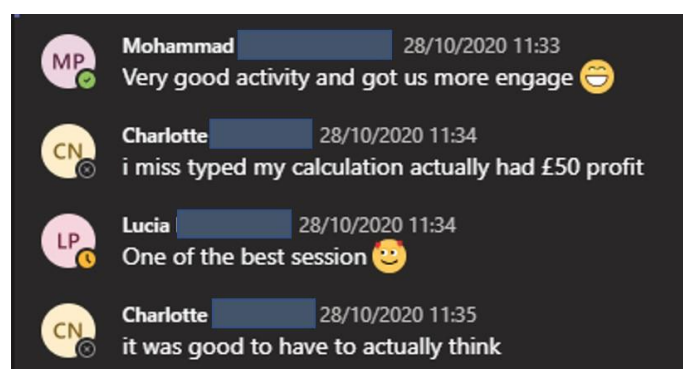 MP
Mohammad 28/10/2020 11:33
Very good activity and got us more engage 😁
CN
Charlotte 28/10/2020 11:34
i miss typed my calculation actually had £50 profit
LP
Lucia 28/10/2020 11:34
One of the best session 🥰
CN
Charlotte 28/10/2020 11:35
it was good to have to actually think